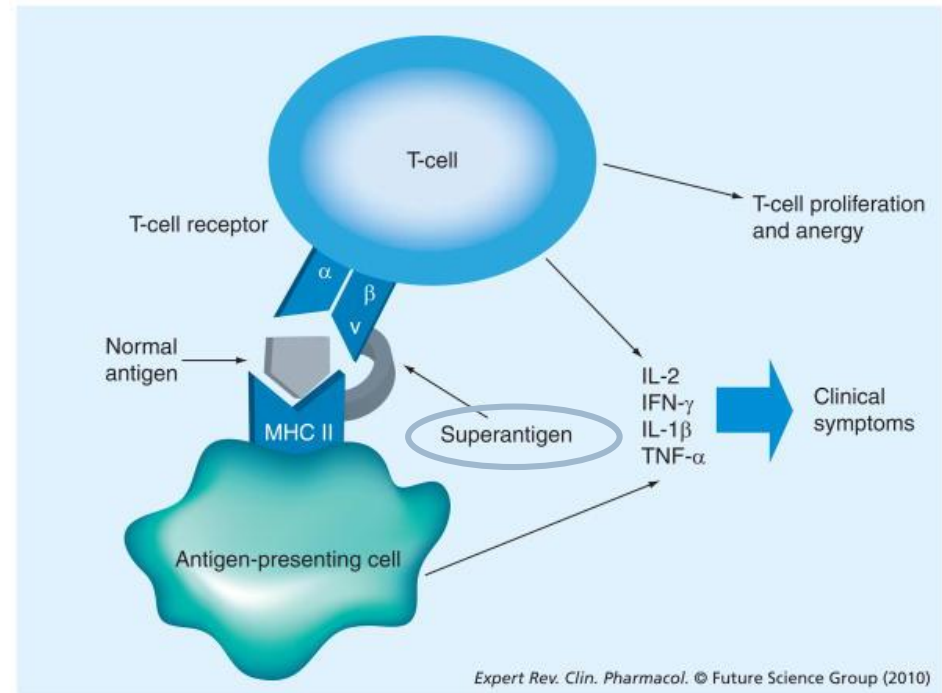 T-cell
T-cell proliferation
and anergy
T-cell receptor
α
β
v
Normal
antigen
MHC II
Superantigen
IL-2
IFN-γ
IL-1β
TNF-α
Clinical
symptoms
Antigen-presenting cell
Expert Rev. Clin. Pharmacol. © Future Science Group (2010)